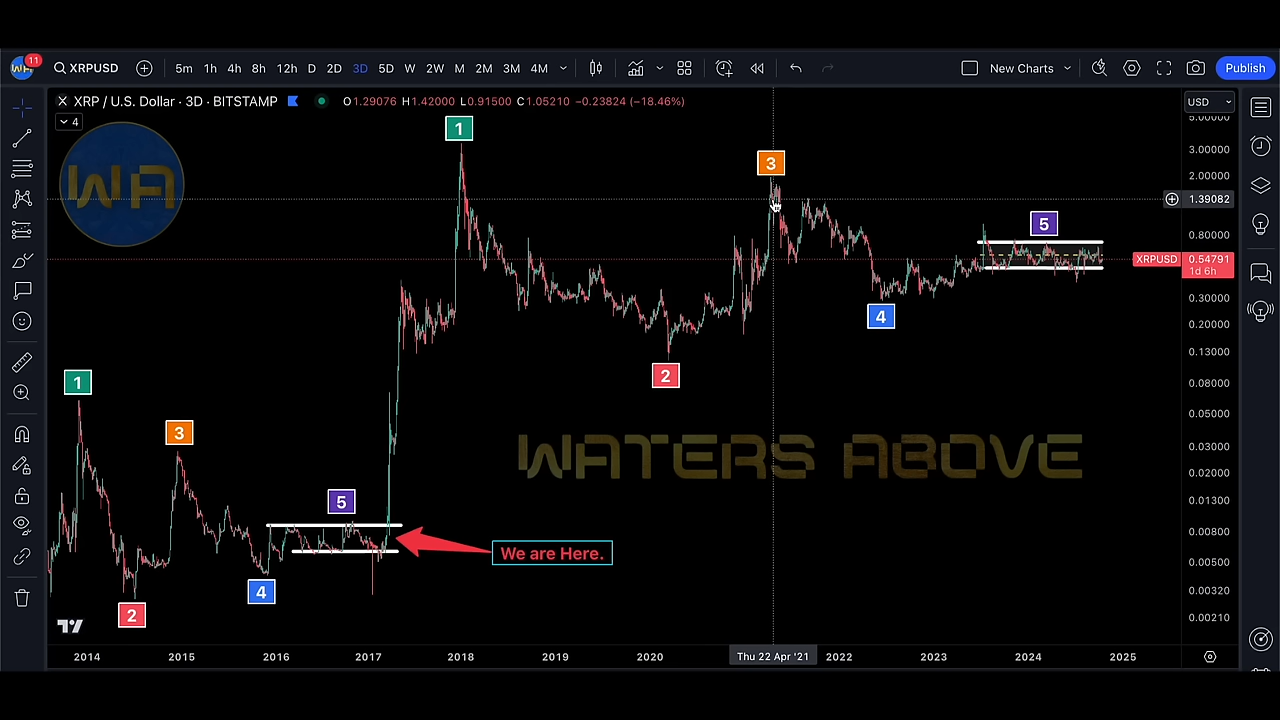 11
XRPUSD
5m 1h 4h 8h 12h D 2D 3D 5D W 2W M 2M 3M 4M
New Charts
Publish
XRP / U.S. Dollar · 3D · BITSTAMP
O1.29076 H1.42000 L0.91500 C1.05210 −0.23824 (−18.46%)
USD
4
WA
5.00000
3.00000
2.00000
1.39082
0.80000
XRPUSD 0.54791
1d 6h
0.30000
0.20000
0.13000
0.08000
0.05000
0.03000
0.02000
0.01300
0.00800
0.00500
0.00320
0.00210
1
3
5
4
2
1
3
5
4
2
We are Here.
WATERS ABOVE
2014 2015 2016 2017 2018 2019 2020 Thu 22 Apr '21 2022 2023 2024 2025